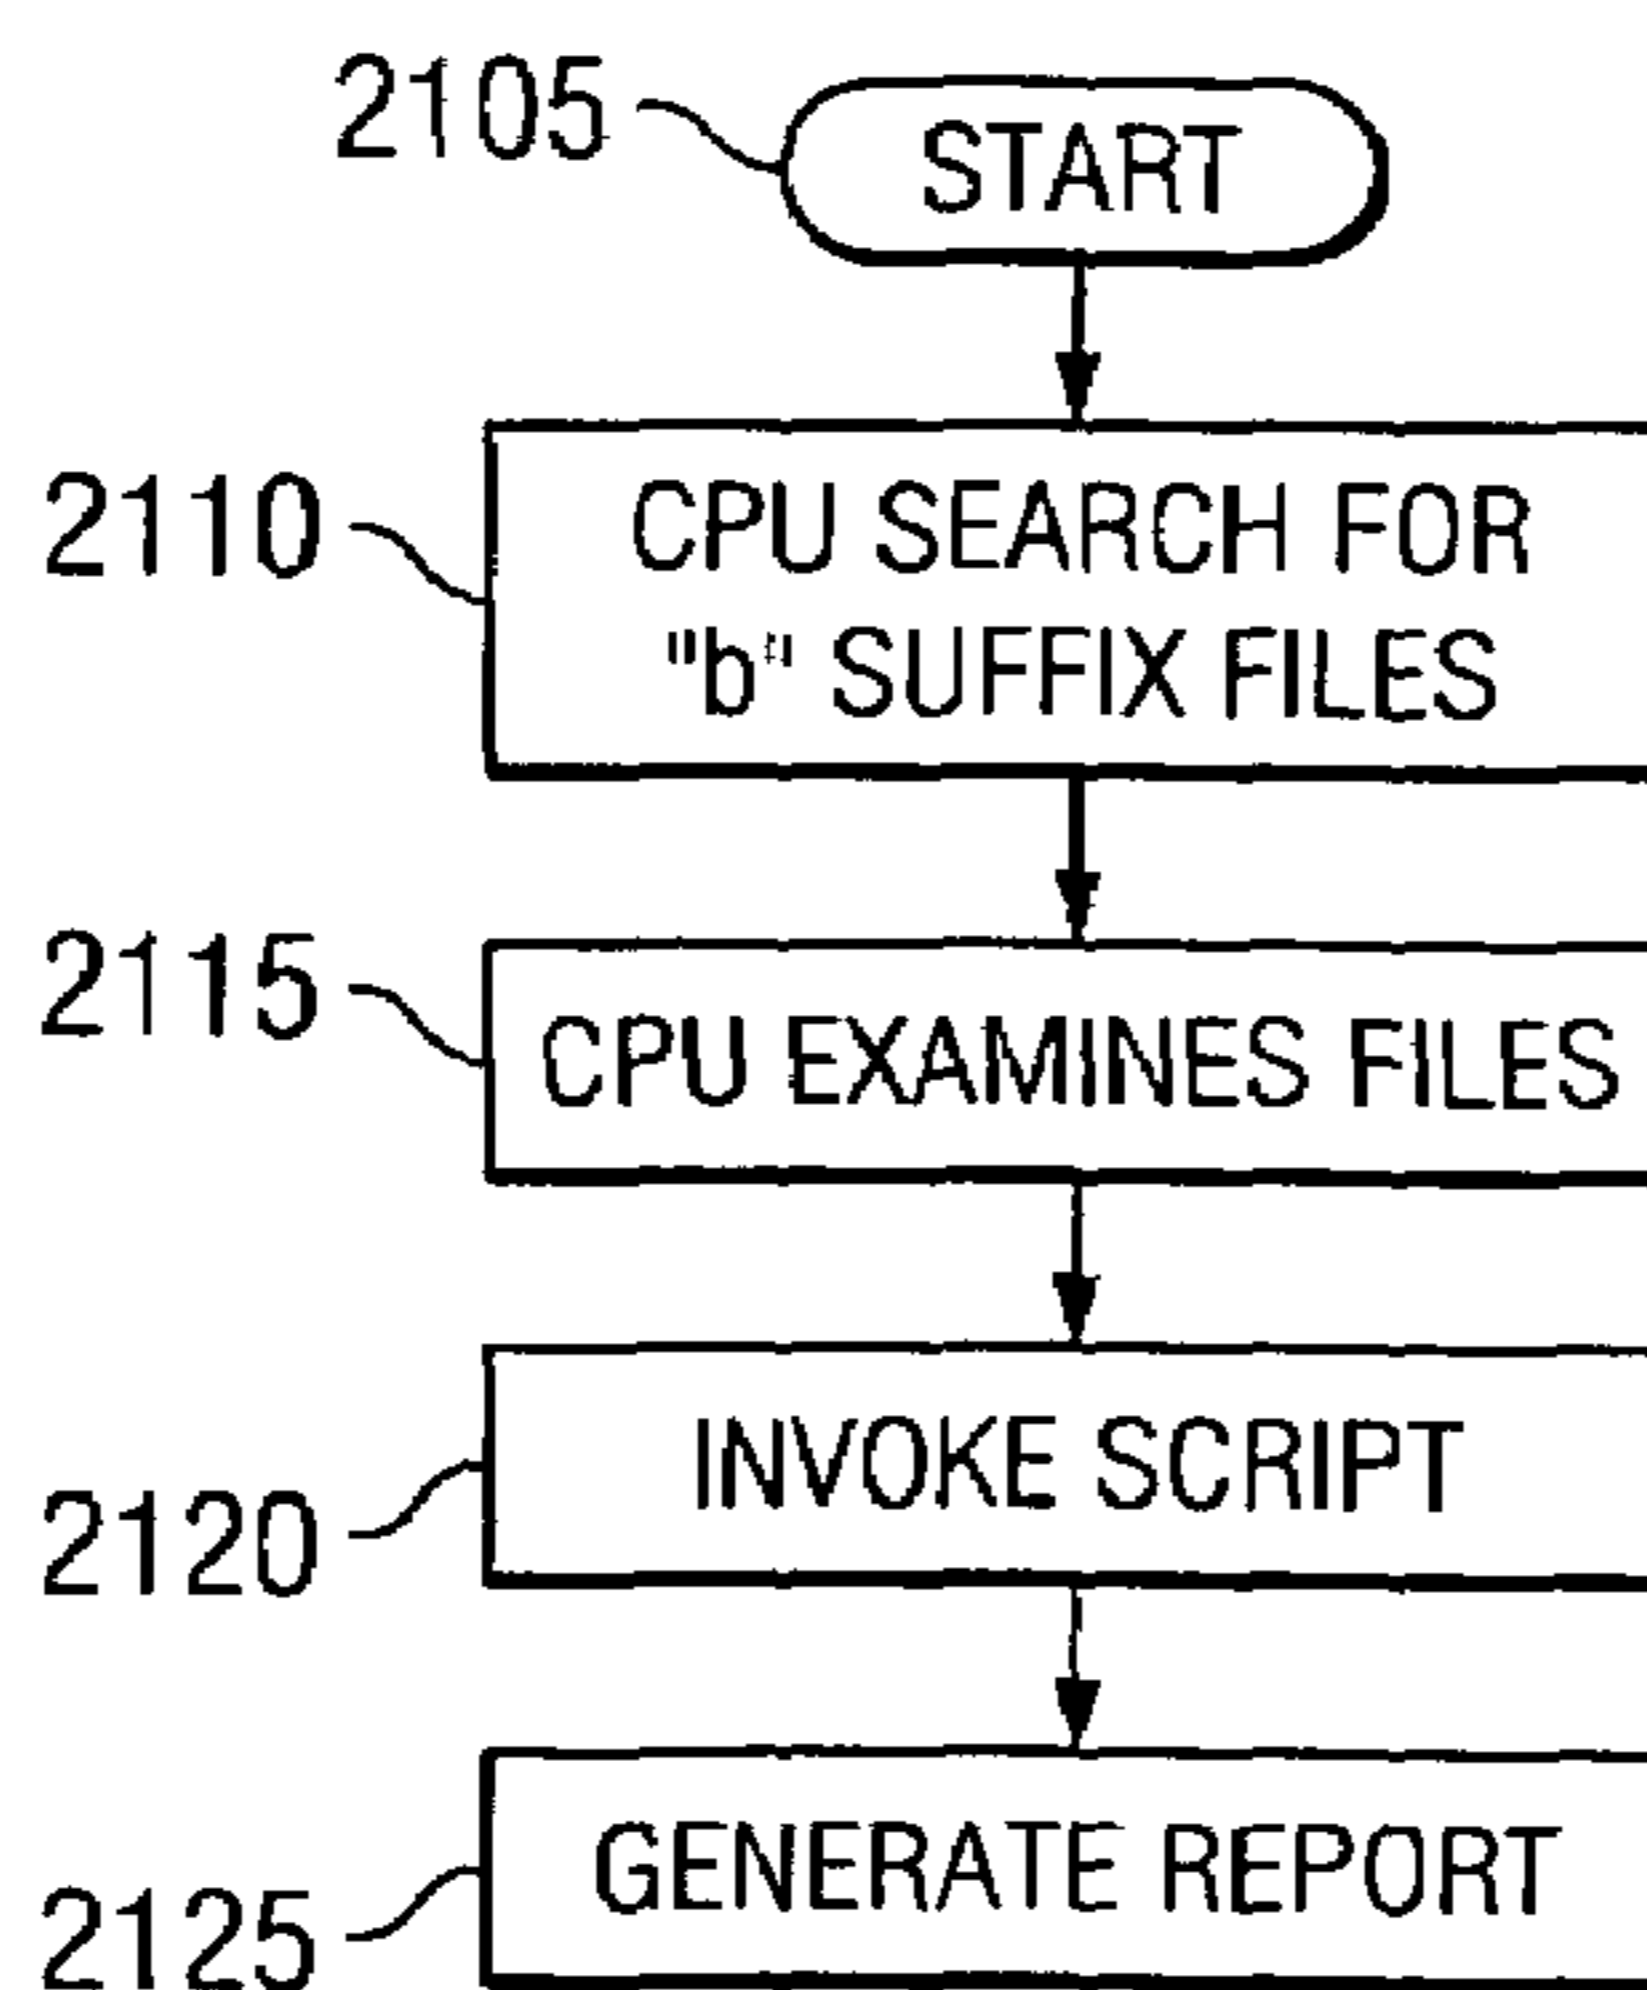 2105
START
2110
CPU SEARCH FOR
"b" SUFFIX FILES
2115
CPU EXAMINES FILES
INVOKE SCRIPT
2120
GENERATE REPORT
2125